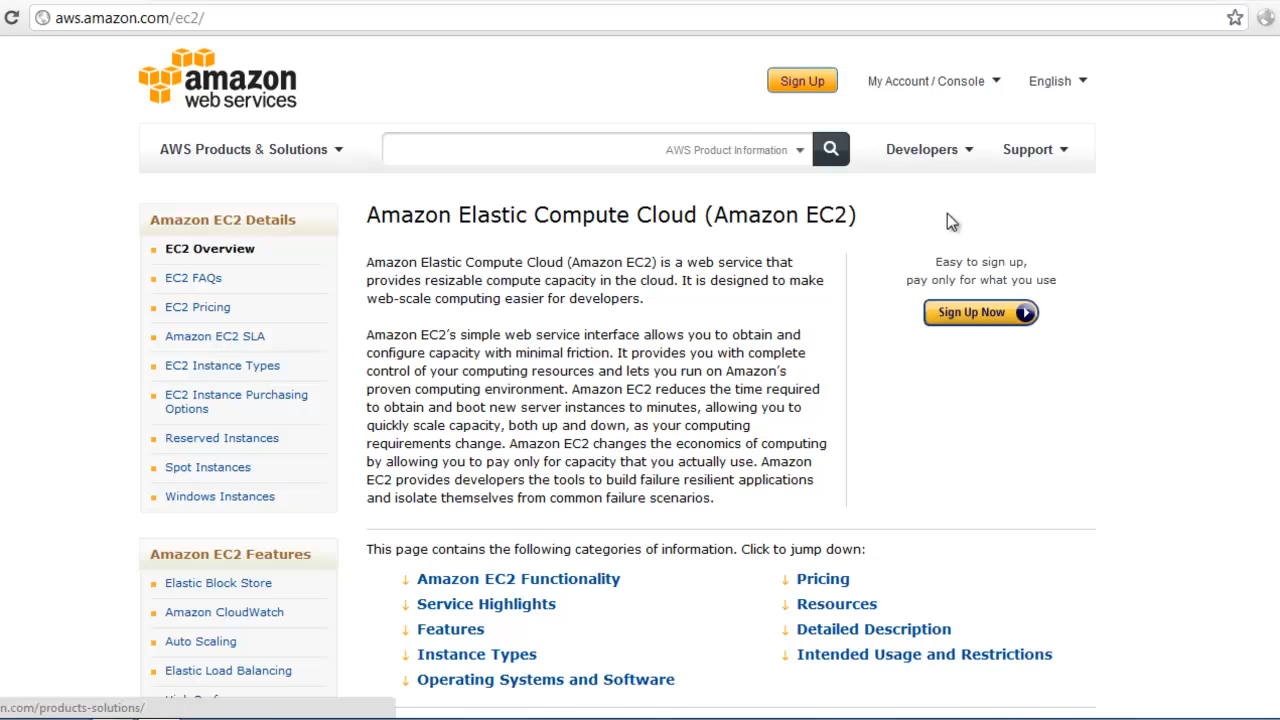 aws.amazon.com/ec2/
amazon
web services
Sign Up
My Account / Console
English
AWS Products & Solutions
AWS Product Information
Developers
Support
Amazon EC2 Details
EC2 Overview
EC2 FAQs
EC2 Pricing
Amazon EC2 SLA
EC2 Instance Types
EC2 Instance Purchasing
Options
Reserved Instances
Spot Instances
Windows Instances
Amazon EC2 Features
Elastic Block Store
Amazon CloudWatch
Auto Scaling
Elastic Load Balancing
Amazon Elastic Compute Cloud (Amazon EC2)
Amazon Elastic Compute Cloud (Amazon EC2) is a web service that
provides resizable compute capacity in the cloud. It is designed to make
web-scale computing easier for developers.
Amazon EC2's simple web service interface allows you to obtain and
configure capacity with minimal friction. It provides you with complete
control of your computing resources and lets you run on Amazon's
proven computing environment. Amazon EC2 reduces the time required
to obtain and boot new server instances to minutes, allowing you to
quickly scale capacity, both up and down, as your computing
requirements change. Amazon EC2 changes the economics of computing
by allowing you to pay only for capacity that you actually use. Amazon
EC2 provides developers the tools to build failure resilient applications
and isolate themselves from common failure scenarios.
Easy to sign up,
pay only for what you use
Sign Up Now
This page contains the following categories of information. Click to jump down:
Amazon EC2 Functionality
Service Highlights
Features
Instance Types
Operating Systems and Software
Pricing
Resources
Detailed Description
Intended Usage and Restrictions
n.com/products-solutions/